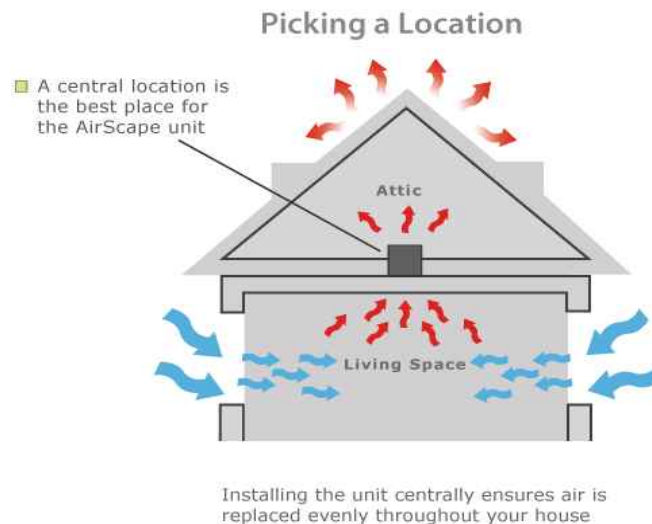 Picking a Location
A central location is
the best place for
the AirScape unit
Attic
Living Space
Installing the unit centrally ensures air is
replaced evenly throughout your house